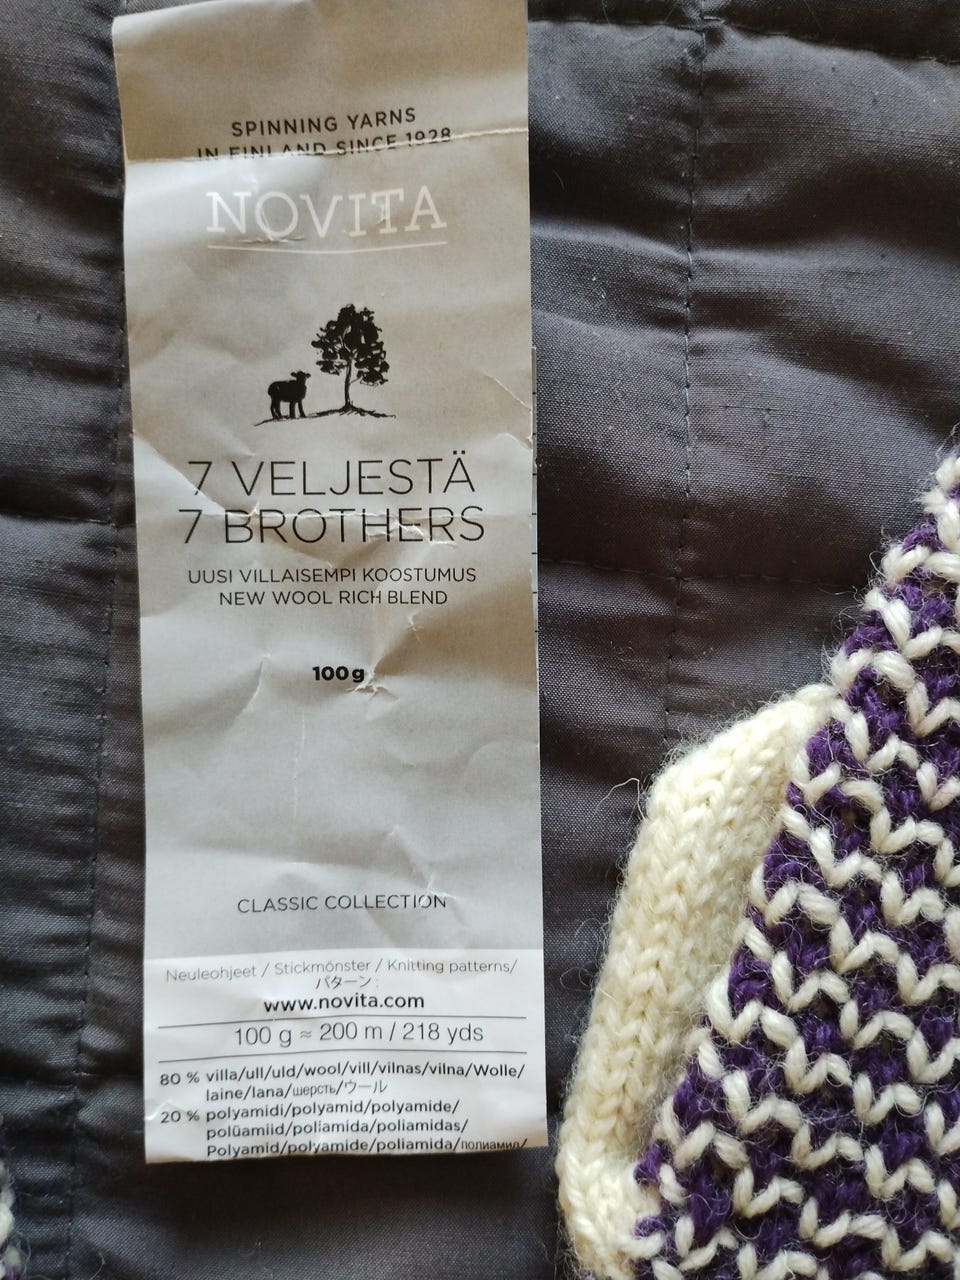 SPINNING YARNS
IN FINLAND SINCE 1928
NOVITA
7 VELJESTÄ
7 BROTHERS
UUSI VILLAISEMPI KOOSTUMUS
NEW WOOL RICH BLEND
100 g
CLASSIC COLLECTION
Neuleohjeet / Stickmönster / Knitting patterns/
パターン:
www.novita.com
100 g ≈ 200 m / 218 yds
80 % villa/ull/uld/wool/vill/vilnas/vilna/Wolle/
laine/lana/шерсть/ウール
20 % polyamidi/polyamid/polyamide/
polüamiid/poliamida/poliamidas/
Polyamid/polyamide/poliamida/полиамид/